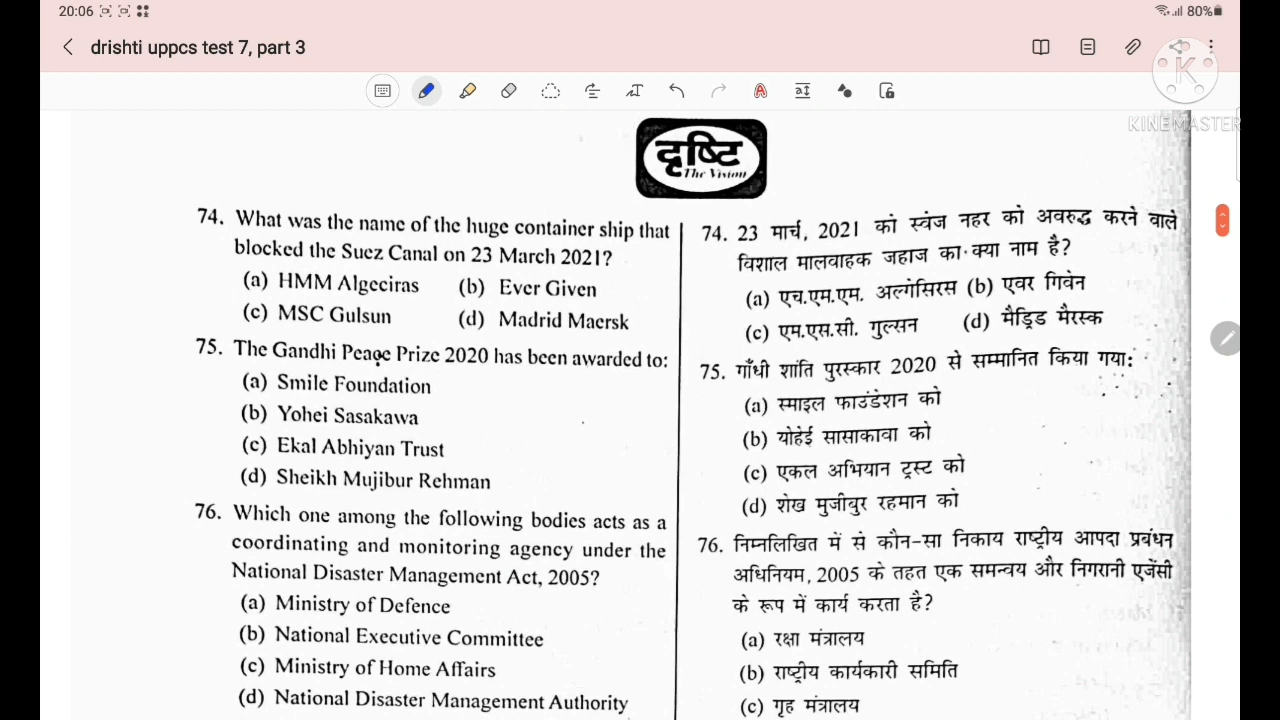 20:06
80%
drishti uppcs test 7, part 3
K
KINEMASTER
दृष्टि
The Vision
74. What was the name of the huge container ship that
blocked the Suez Canal on 23 March 2021?
(a) HMM Algeciras (b) Ever Given
(c) MSC Gulsun (d) Madrid Maersk
75. The Gandhi Peace Prize 2020 has been awarded to:
(a) Smile Foundation
(b) Yohei Sasakawa
(c) Ekal Abhiyan Trust
(d) Sheikh Mujibur Rehman
76. Which one among the following bodies acts as a
coordinating and monitoring agency under the
National Disaster Management Act, 2005?
(a) Ministry of Defence
(b) National Executive Committee
(c) Ministry of Home Affairs
(d) National Disaster Management Authority
74. 23 मार्च, 2021 को स्वेज नहर को अवरुद्ध करने वाले
विशाल मालवाहक जहाज का क्या नाम है?
(a) एच.एम.एम. अल्गेसिरस (b) एवर गिवेन
(c) एम.एस.सी. गुल्सन (d) मैड्रिड मैरस्क
75. गाँधी शांति पुरस्कार 2020 से सम्मानित किया गया:
(a) स्माइल फाउंडेशन को
(b) योहेई सासाकावा को
(c) एकल अभियान ट्रस्ट को
(d) शेख मुजीबुर रहमान को
76. निम्नलिखित में से कौन-सा निकाय राष्ट्रीय आपदा प्रबंधन
अधिनियम, 2005 के तहत एक समन्वय और निगरानी एजेंसी
के रूप में कार्य करता है?
(a) रक्षा मंत्रालय
(b) राष्ट्रीय कार्यकारी समिति
(c) गृह मंत्रालय